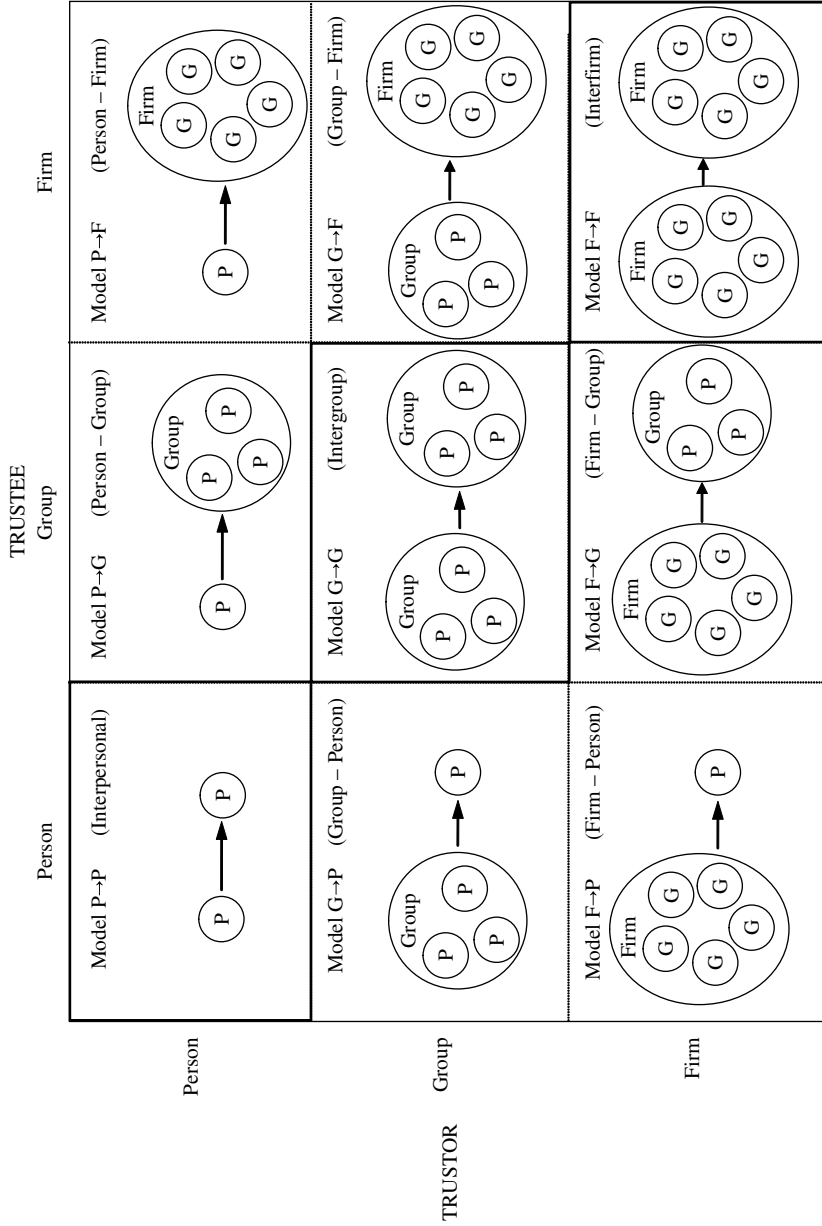 TRUSTEE
Person Group Firm
TRUSTOR
Person
Model P→P (Interpersonal)
P P
Model P→G (Person – Group)
P
Group
P P P
Model P→F (Person – Firm)
P
Firm
G G G G G
Group
Model G→P (Group – Person)
Group
P P P
P
Model G→G (Intergroup)
Group
P P P
Group
P P P
Model G→F (Group – Firm)
Group
P P P
Firm
G G G G G
Firm
Model F→P (Firm – Person)
Firm
G G G G G
P
Model F→G (Firm – Group)
Firm
G G G G G
Group
P P P
Model F→F (Interfirm)
Firm
G G G G G
Firm
G G G G G